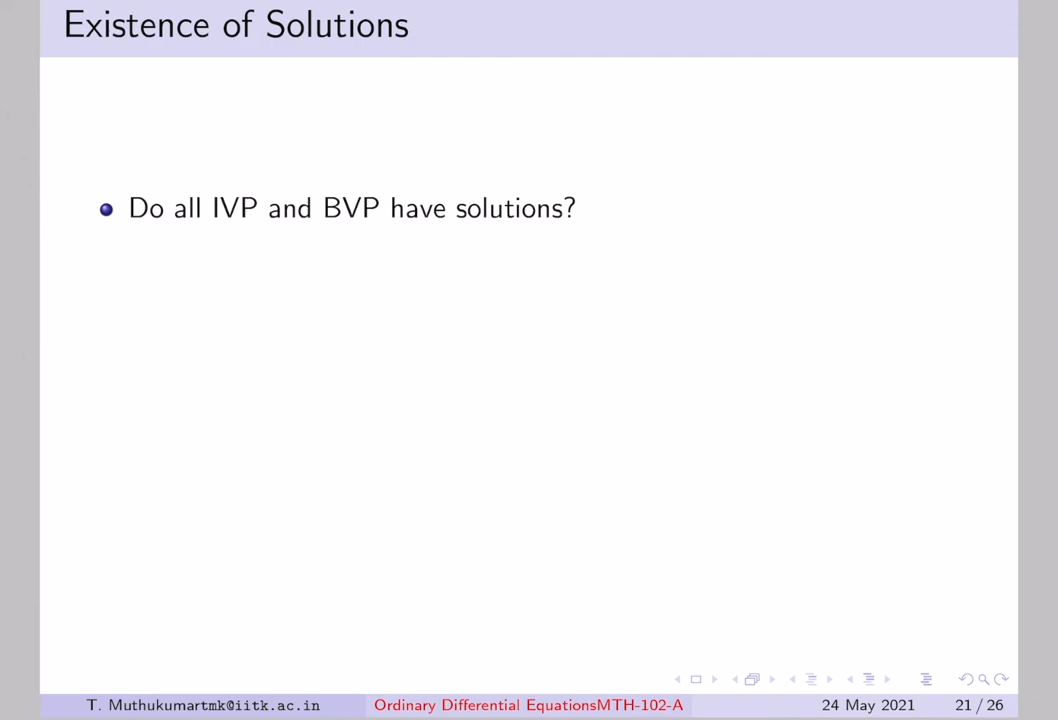 Existence of Solutions
Do all IVP and BVP have solutions?
T. Muthukumartmk@iitk.ac.in Ordinary Differential EquationsMTH-102-A 24 May 2021 21 / 26